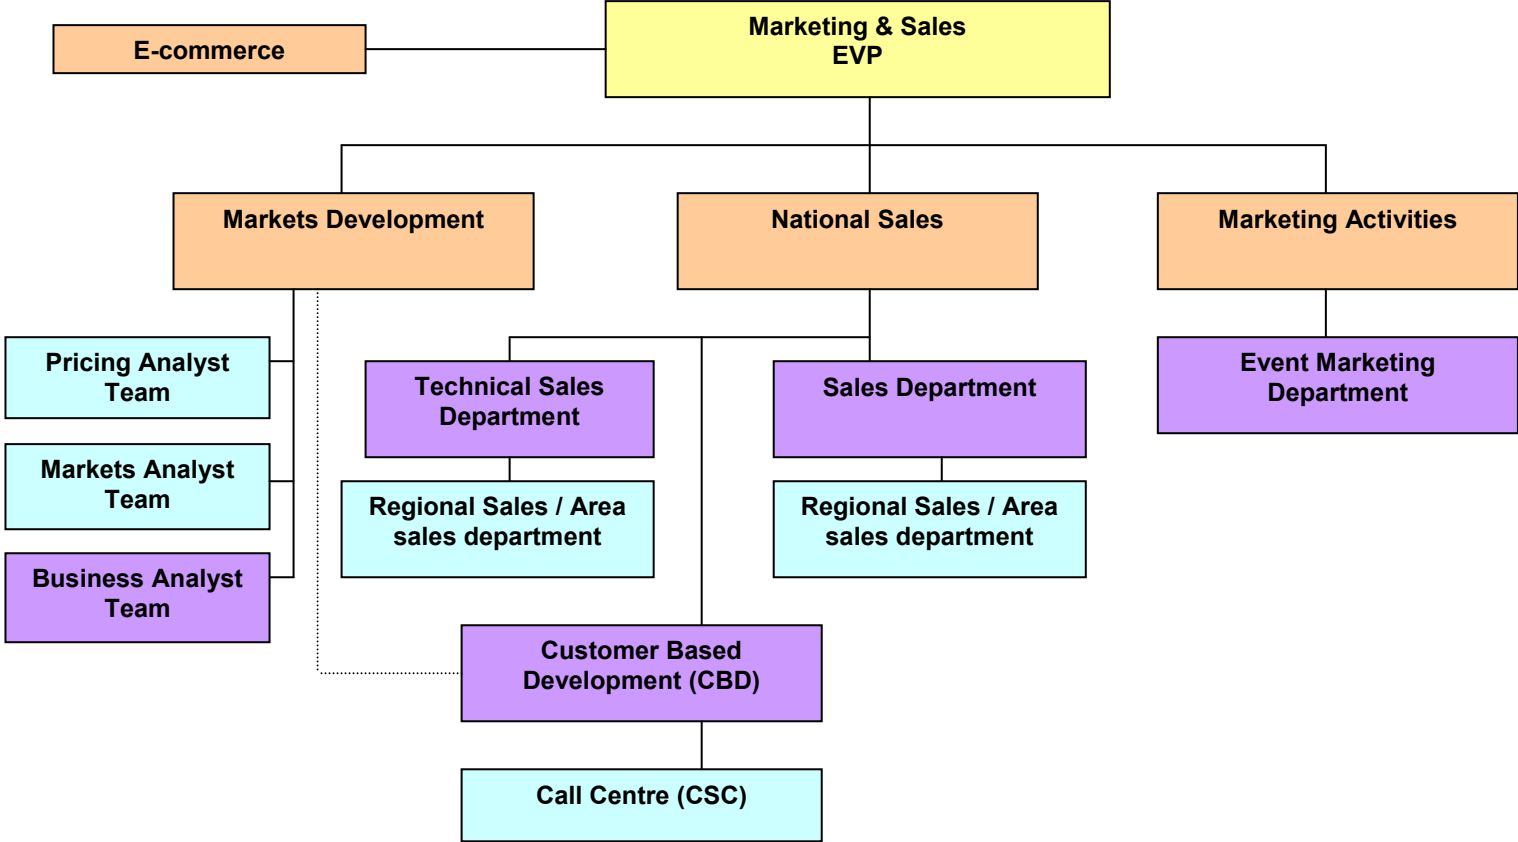 E-commerce
Marketing & Sales
EVP
Markets Development
National Sales
Marketing Activities
Pricing Analyst
Team
Technical Sales
Department
Sales Department
Event Marketing
Department
Markets Analyst
Team
Regional Sales / Area
sales department
Regional Sales / Area
sales department
Business Analyst
Team
Customer Based
Development (CBD)
Call Centre (CSC)